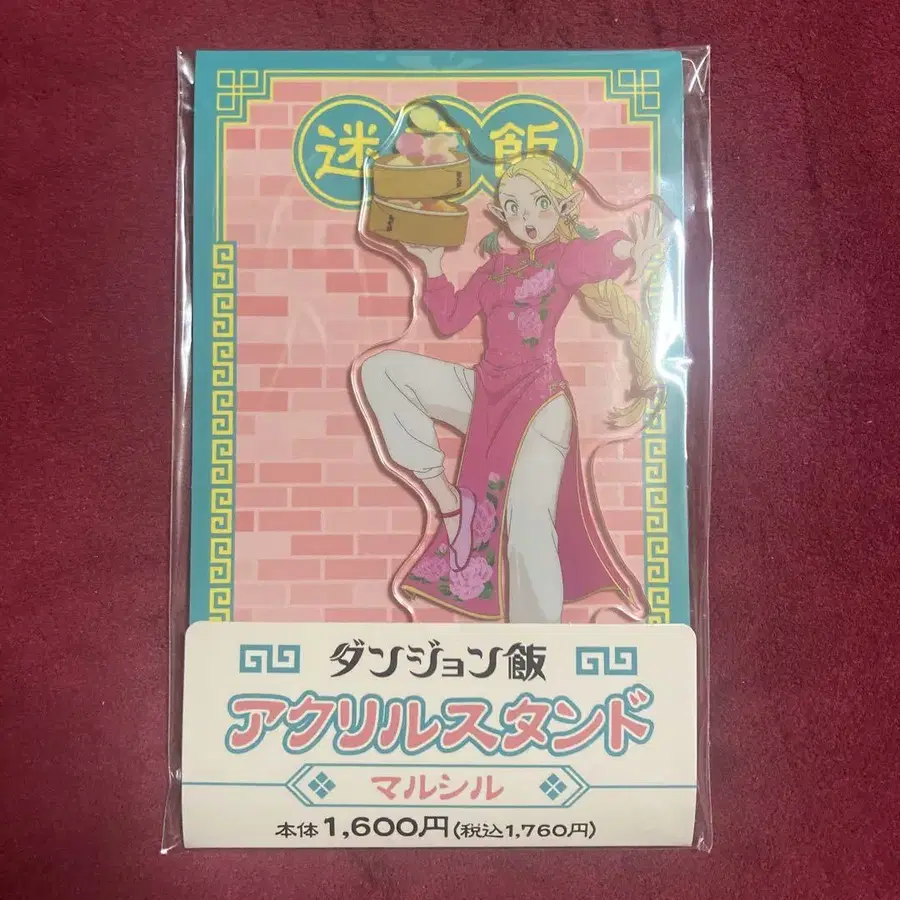 迷 飯
ダンジョン飯
アクリルスタンド
マルシル
本体1,600円(税込1,760円)